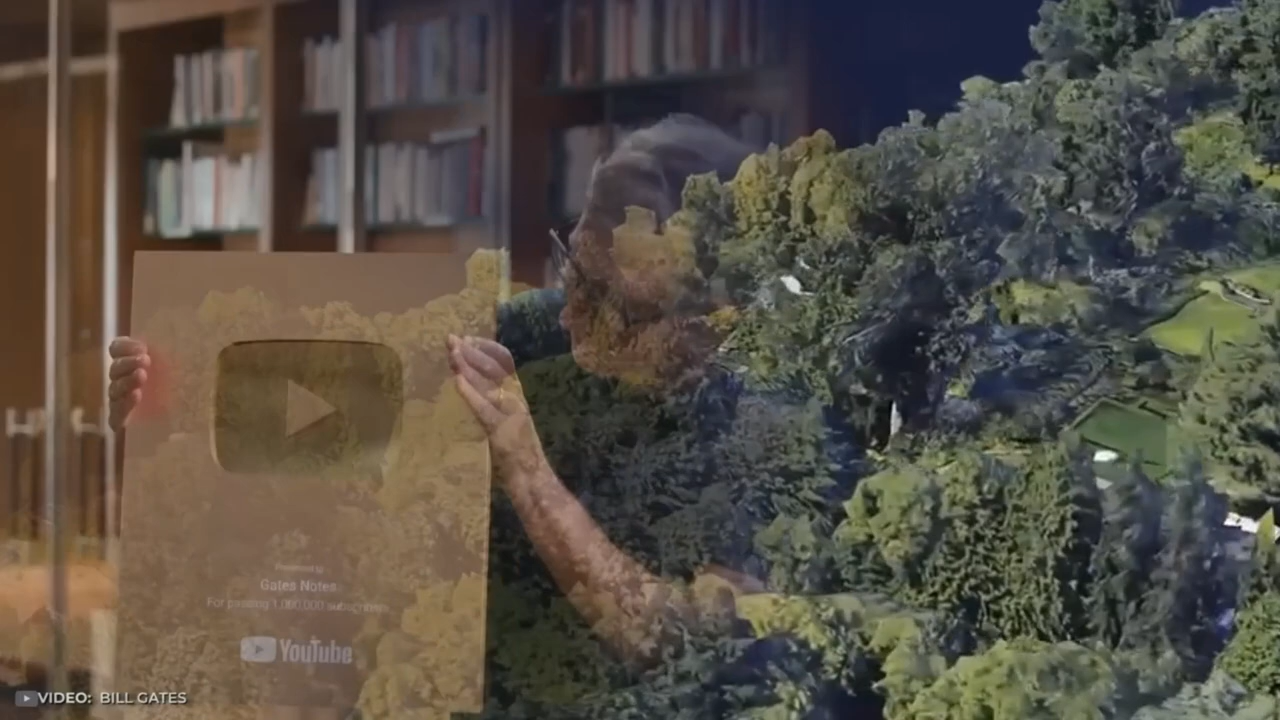 Presented to
Gates Notes
For passing 1,000,000 subscribers
YouTube
VIDEO: BILL GATES